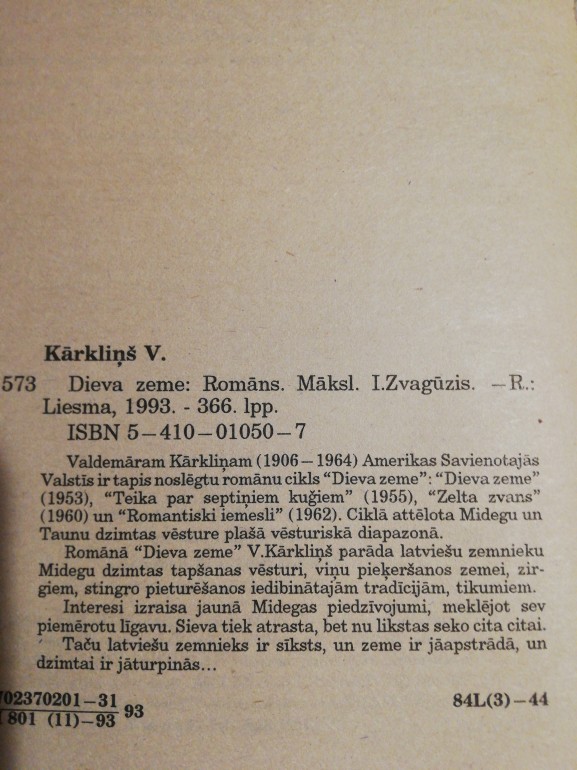 Kārkliņš V.
573 Dieva zeme: Romāns. Māksl. I.Zvagūzis. –R.:
Liesma, 1993. - 366. lpp.
ISBN 5–410–01050–7
Valdemāram Kārkliņam (1906–1964) Amerikas Savienotajās
Valstīs ir tapis noslēgtu romānu cikls "Dieva zeme": "Dieva zeme"
(1953), "Teika par septiņiem kuģiem" (1955), "Zelta zvans"
(1960) un "Romantiski iemesli" (1962). Ciklā attēlota Midegu un
Taunu dzimtas vēsture plašā vēsturiskā diapazonā.
Romānā "Dieva zeme" V.Kārkliņš parāda latviešu zemnieku
Midegu dzimtas tapšanas vēsturi, viņu pieķeršanos zemei, zir-
giem, stingro pieturēšanos iedibinātajām tradīcijām, tikumiem.
Interesi izraisa jaunā Midegas piedzīvojumi, meklējot sev
piemērotu līgavu. Sieva tiek atrasta, bet nu likstas seko cita citai.
Taču latviešu zemnieks ir sīksts, un zeme ir jāapstrādā, un
dzimtai ir jāturpinās...
702370201–31
801 (11)–93 93
84L(3)–44